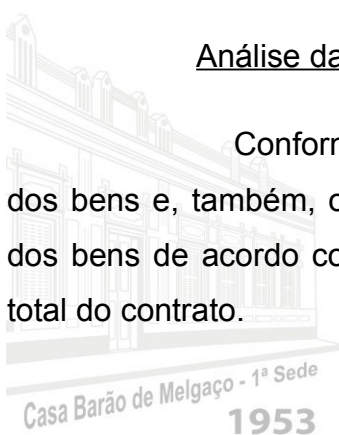 Análise da
Conforn
dos bens e, também, o
dos bens de acordo co
total do contrato.
Casa Barão de Melgaço - 1ª Sede
1953